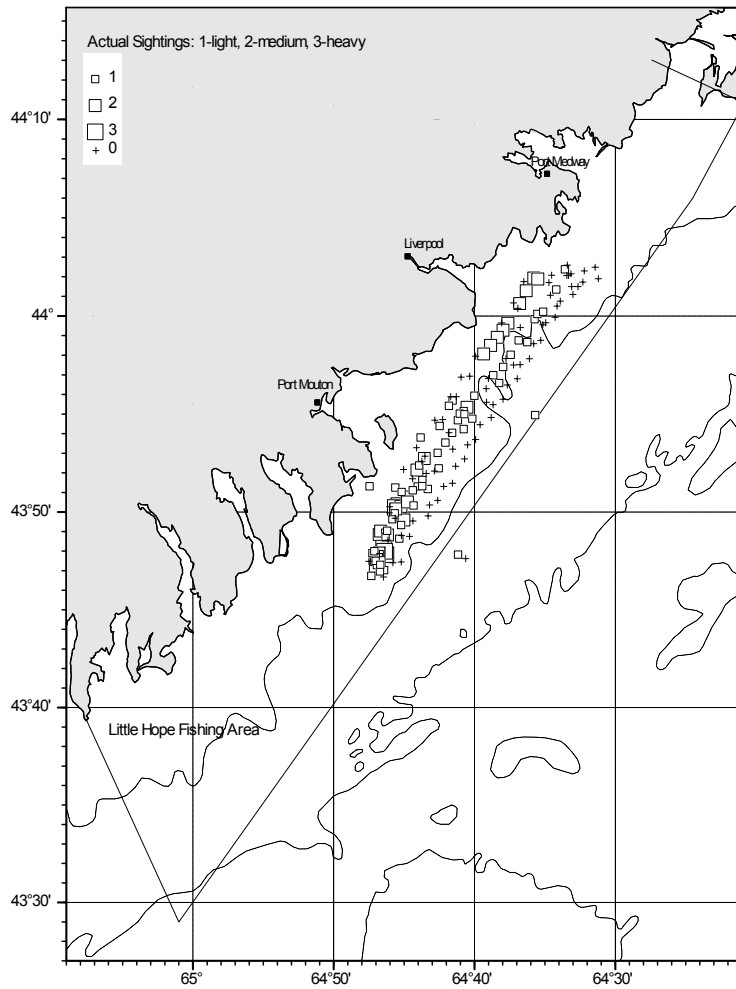 Actual Sightings: 1-light, 2-medium, 3-heavy
1
2
3
0
44°10'
Port Medway
Liverpool
44°
Port Mouton
43°50'
43°40'
Little Hope Fishing Area
43°30'
65°
64°50'
64°40'
64°30'